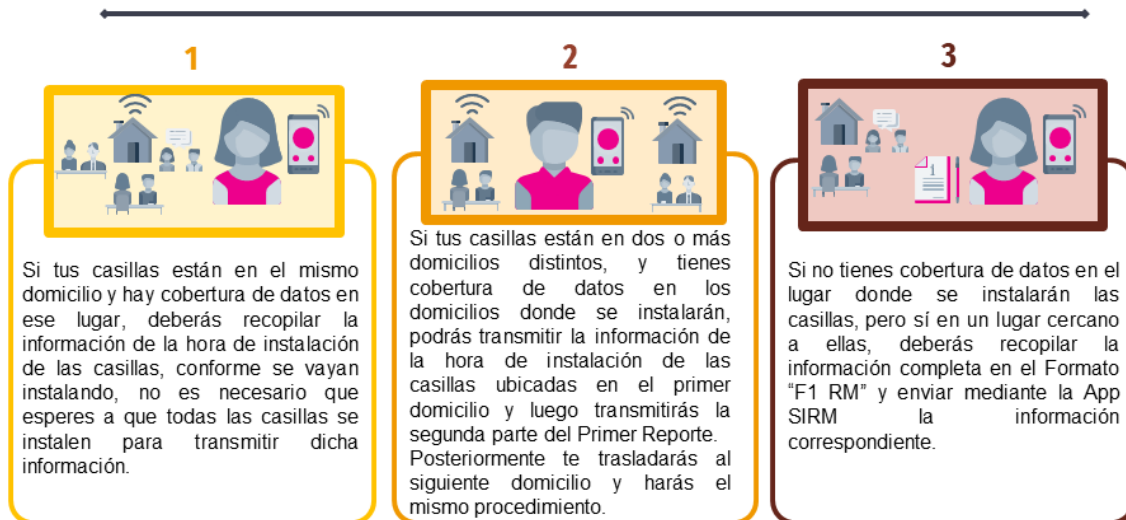 1
Si tus casillas están en el mismo
domicilio y hay cobertura de datos en
ese lugar, deberás recopilar la
información de la hora de instalación
de las casillas, conforme se vayan
instalando, no es necesario que
esperes a que todas las casillas se
instalen para transmitir dicha
información.
2
Si tus casillas están en dos o más
domicilios distintos, y tienes
cobertura de datos en los
domicilios donde se instalarán,
podrás transmitir la información de
la hora de instalación de las
casillas ubicadas en el primer
domicilio y luego transmitirás la
segunda parte del Primer Reporte.
Posteriormente te trasladarás al
siguiente domicilio y harás el
mismo procedimiento.
3
1
Si no tienes cobertura de datos en el
lugar donde se instalarán las
casillas, pero sí en un lugar cercano
a ellas, deberás recopilar la
información completa en el Formato
“F1 RM” y enviar mediante la App
SIRM la información
correspondiente.